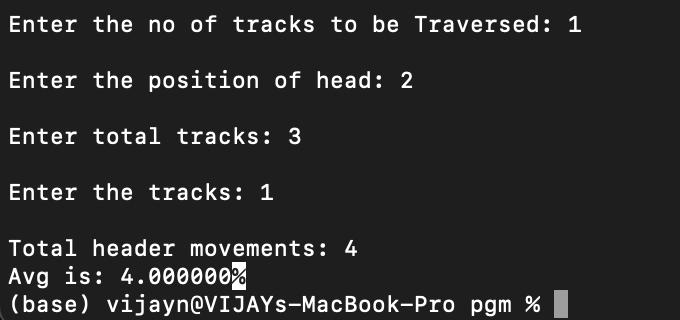 Enter the no of tracks to be Traversed: 1
Enter the position of head: 2
Enter total tracks: 3
Enter the tracks: 1
Total header movements: 4
Avg is: 4.000000%
(base) vijayn@VIJAYs-MacBook-Pro pgm %